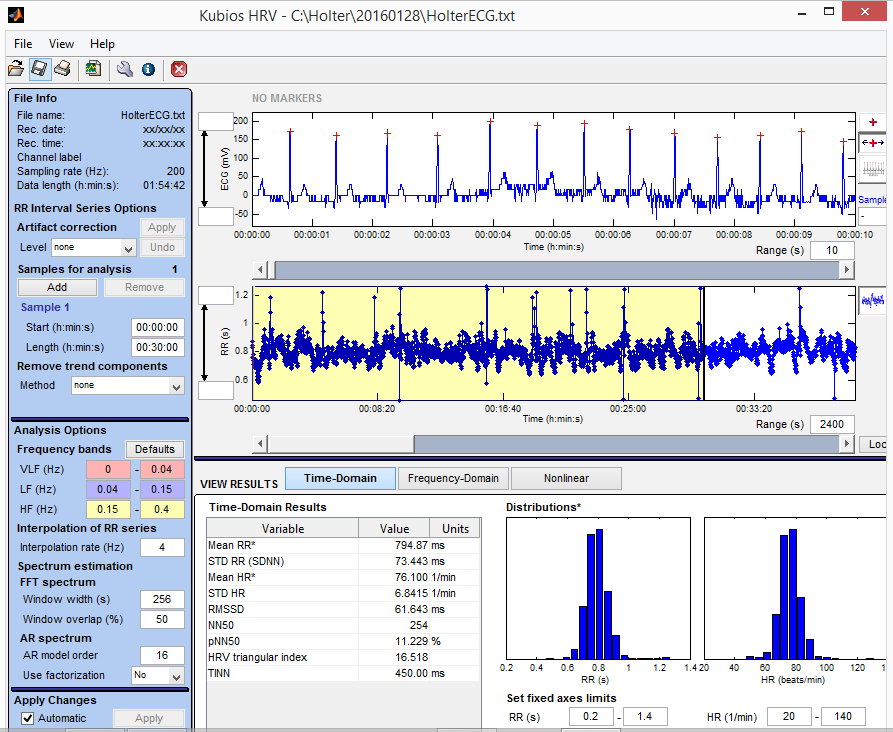 Kubios HRV - C:\Holter\20160128\HolterECG.txt
File View Help
File Info
File name: HolterECG.txt
Rec. date: xx/xx/xx
Rec. time: xx:xx:xx
Channel label
Sampling rate (Hz): 200
Data length (h:min:s): 01:54:42
RR Interval Series Options
Artifact correction Apply
Level none Undo
Samples for analysis 1
Add Remove
Sample 1
Start (h:min:s) 00:00:00
Length (h:min:s) 00:30:00
Remove trend components
Method none
Analysis Options
Frequency bands Defaults
VLF (Hz) 0 - 0.04
LF (Hz) 0.04 - 0.15
HF (Hz) 0.15 - 0.4
Interpolation of RR series
Interpolation rate (Hz) 4
Spectrum estimation
FFT spectrum
Window width (s) 256
Window overlap (%) 50
AR spectrum
AR model order 16
Use factorization No
Apply Changes
Automatic Apply
NO MARKERS
ECG (mV)
200
150
100
50
0
-50
00:00:00 00:00:01 00:00:02 00:00:03 00:00:04 00:00:05 00:00:06 00:00:07 00:00:08 00:00:09 00:00:10
Time (h:min:s)
Range (s) 10
Sample
-
RR (s)
1.2
1
0.8
0.6
00:00:00 00:08:20 00:16:40 00:25:00 00:33:20
Time (h:min:s)
Range (s) 2400
Loc
VIEW RESULTS Time-Domain Frequency-Domain Nonlinear
Time-Domain Results
Variable Value Units
Mean RR* 794.87 ms
STD RR (SDNN) 73.443 ms
Mean HR* 76.100 1/min
STD HR 6.8415 1/min
RMSSD 61.643 ms
NN50 254
pNN50 11.229 %
HRV triangular index 16.518
TINN 450.00 ms
Distributions*
0.2 0.4 0.6 0.8 1 1.2 1.4
RR (s)
20 40 60 80 100 120
HR (beats/min)
Set fixed axes limits
RR (s) 0.2 - 1.4 HR (1/min) 20 - 140